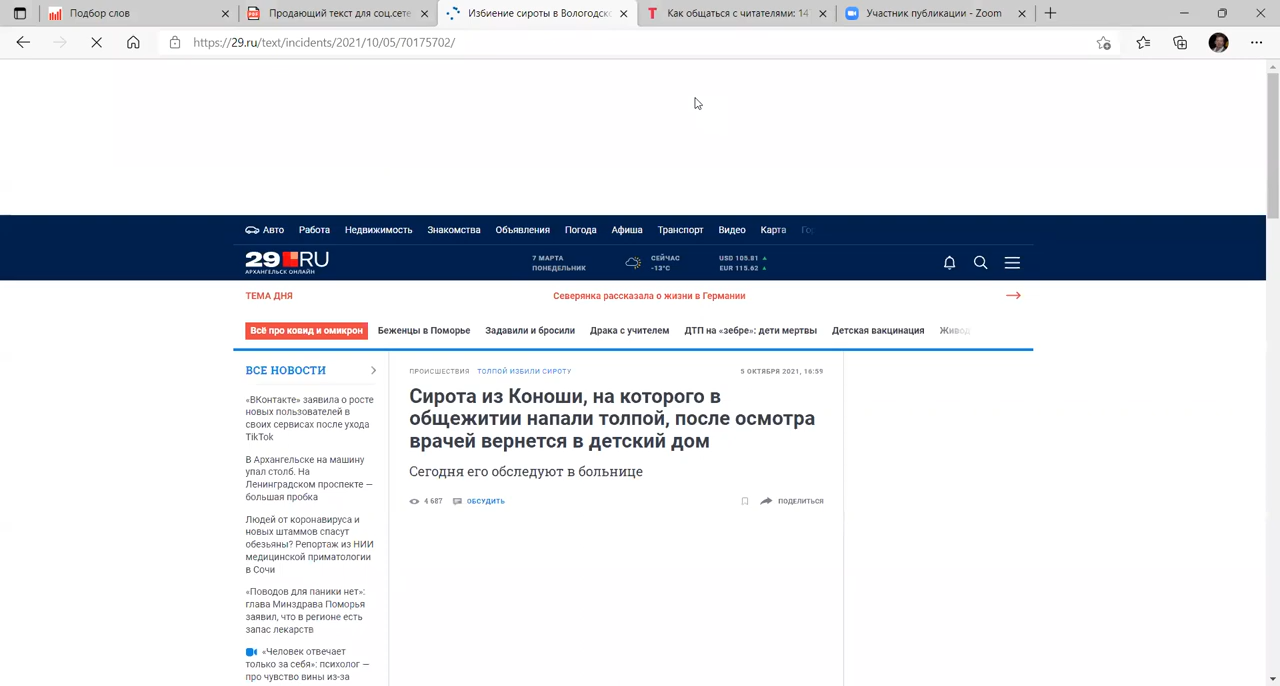 Подбор слов
Продающий текст для соц.сете
Избиение сироты в Вологодск
Как общаться с читателями: 14
Участник публикации - Zoom
https://29.ru/text/incidents/2021/10/05/70175702/
Авто Работа Недвижимость Знакомства Объявления Погода Афиша Транспорт Видео Карта
29 RU
АРХАНГЕЛЬСК ОНЛАЙН
7 МАРТА
ПОНЕДЕЛЬНИК
СЕЙЧАС
-13°C
USD 105.81
EUR 115.62
ТЕМА ДНЯ
Северянка рассказала о жизни в Германии
Всё про ковид и омикрон Беженцы в Поморье Задавили и бросили Драка с учителем ДТП на «зебре»: дети мертвы Детская вакцинация Живод
ВСЕ НОВОСТИ
«ВКонтакте» заявила о росте
новых пользователей в
своих сервисах после ухода
TikTok
В Архангельске на машину
упал столб. На
Ленинградском проспекте —
большая пробка
Людей от коронавируса и
новых штаммов спасут
обезьяны? Репортаж из НИИ
медицинской приматологии
в Сочи
«Поводов для паники нет»:
глава Минздрава Поморья
заявил, что в регионе есть
запас лекарств
«Человек отвечает
только за себя»: психолог —
про чувство вины из-за
ПРОИСШЕСТВИЯ ТОЛПОЙ ИЗБИЛИ СИРОТУ
5 ОКТЯБРЯ 2021, 16:59
Сирота из Коноши, на которого в
общежитии напали толпой, после осмотра
врачей вернется в детский дом
Сегодня его обследуют в больнице
4 687 ОБСУДИТЬ
ПОДЕЛИТЬСЯ